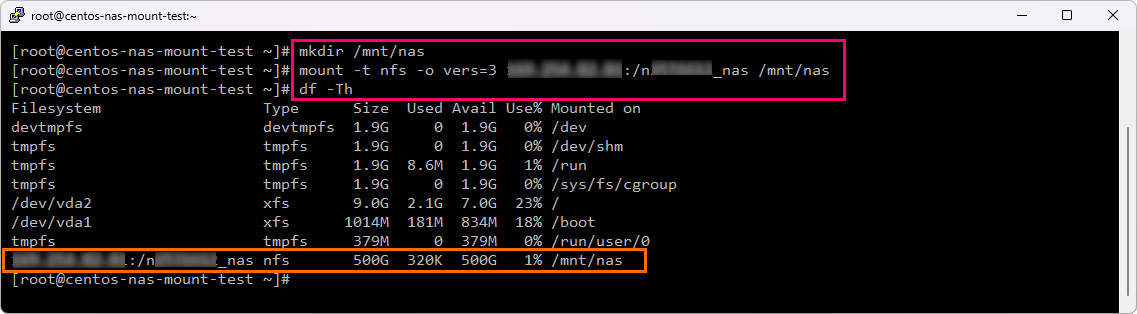 root@centos-nas-mount-test:~
[root@centos-nas-mount-test ~]# mkdir /mnt/nas
[root@centos-nas-mount-test ~]# mount -t nfs -o vers=3 :/n _nas /mnt/nas
[root@centos-nas-mount-test ~]# df -Th
Filesystem Type Size Used Avail Use% Mounted on
devtmpfs devtmpfs 1.9G 0 1.9G 0% /dev
tmpfs tmpfs 1.9G 0 1.9G 0% /dev/shm
tmpfs tmpfs 1.9G 8.6M 1.9G 1% /run
tmpfs tmpfs 1.9G 0 1.9G 0% /sys/fs/cgroup
/dev/vda2 xfs 9.0G 2.1G 7.0G 23% /
/dev/vda1 xfs 1014M 181M 834M 18% /boot
tmpfs tmpfs 379M 0 379M 0% /run/user/0
:/n _nas nfs 500G 320K 500G 1% /mnt/nas
[root@centos-nas-mount-test ~]#